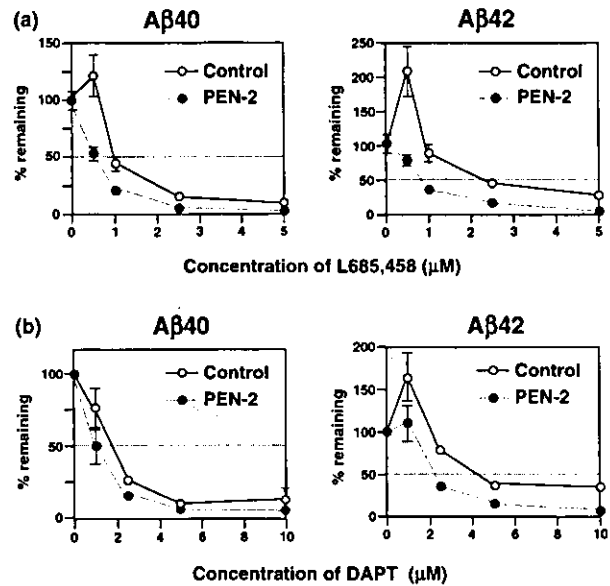 (a)
Aβ40
% remaining
150
100
50
0
0 1 2 3 4 5
Control
PEN-2
Aβ42
% remaining
250
200
150
100
50
0
0 1 2 3 4 5
Control
PEN-2
Concentration of L685,458 (μM)
(b)
Aβ40
% remaining
100
50
0
0 2 4 6 8 10
Control
PEN-2
Aβ42
% remaining
200
150
100
50
0
0 2 4 6 8 10
Control
PEN-2
Concentration of DAPT (μM)